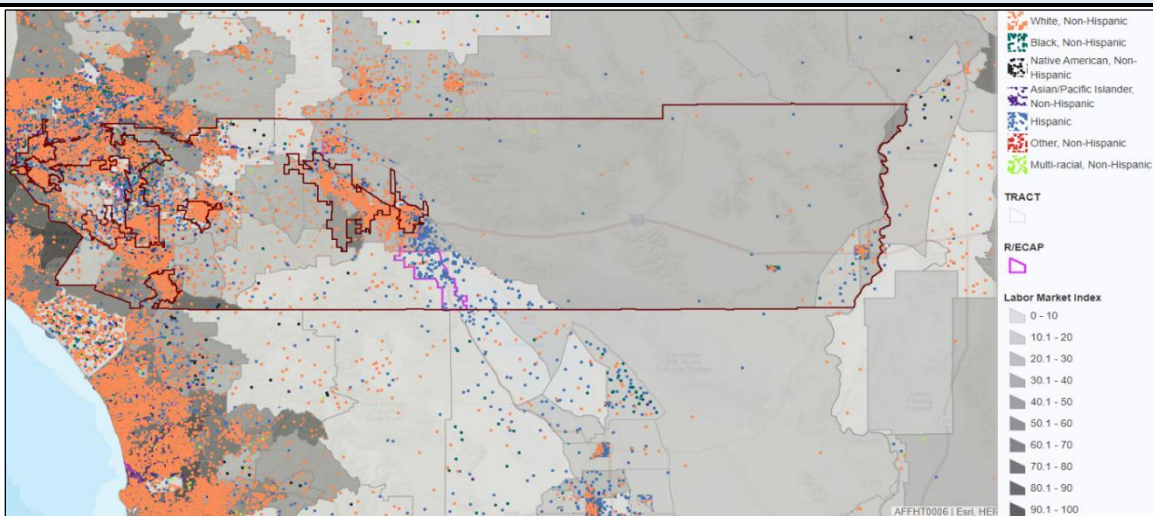 White, Non-Hispanic
Black, Non-Hispanic
Native American, Non-
Hispanic
Asian/Pacific Islander,
Non-Hispanic
Hispanic
Other, Non-Hispanic
Multi-racial, Non-Hispanic
TRACT
R/ECAP
Labor Market Index
0 - 10
10.1 - 20
20.1 - 30
30.1 - 40
40.1 - 50
50.1 - 60
60.1 - 70
70.1 - 80
80.1 - 90
90.1 - 100
AFFHT0006 | Esri, HER